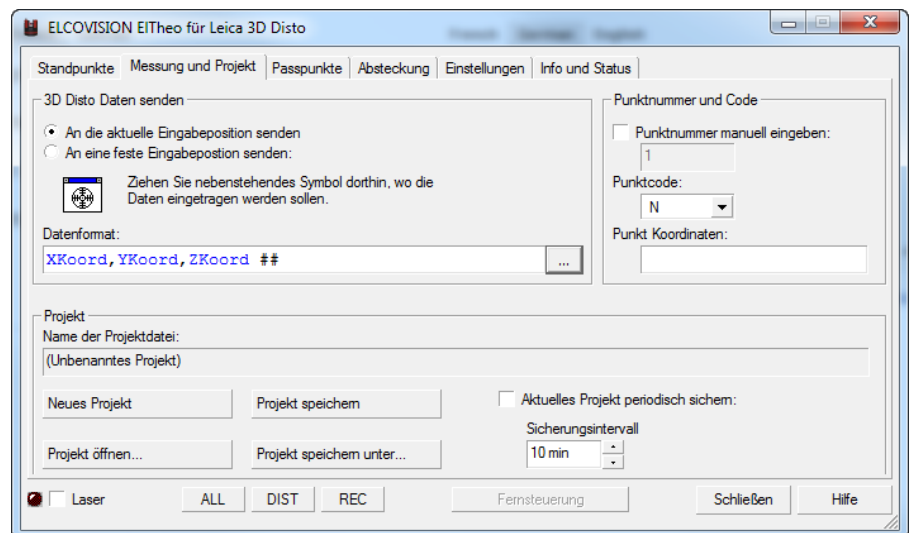 ELCOVISION ElTheo für Leica 3D Disto
Standpunkte Messung und Projekt Passpunkte Absteckung Einstellungen Info und Status
3D Disto Daten senden
An die aktuelle Eingabeposition senden
An eine feste Eingabepostion senden:
Ziehen Sie nebenstehendes Symbol dorthin, wo die
Daten eingetragen werden sollen.
Datenformat:
XKoord,YKoord,ZKoord ##
...
Punktnummer und Code
Punktnummer manuell eingeben:
1
Punktcode:
N
Punkt Koordinaten:
Projekt
Name der Projektdatei:
(Unbenanntes Projekt)
Neues Projekt
Projekt speichern
Aktuelles Projekt periodisch sichern:
Sicherungsintervall
Projekt öffnen...
Projekt speichern unter...
10 min
Laser
ALL
DIST
REC
Fernsteuerung
Schließen
Hilfe